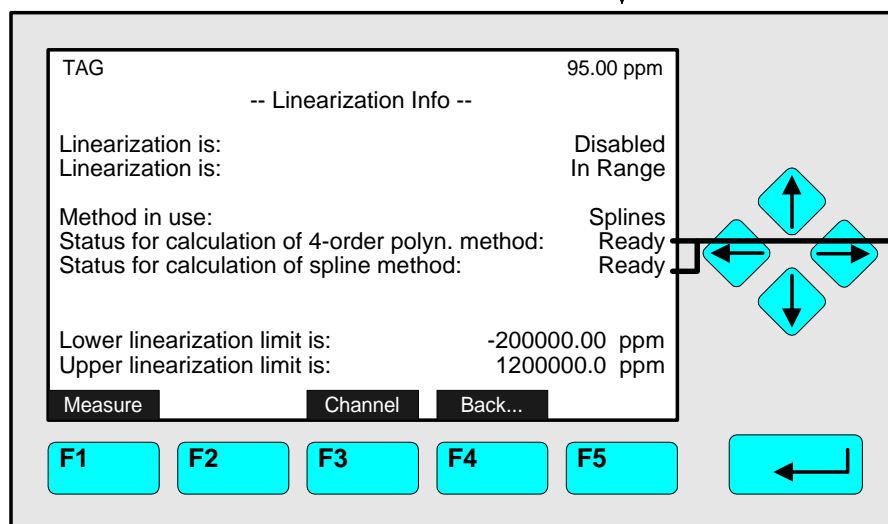 TAG 95.00 ppm
-- Linearization Info --
Linearization is: Disabled
Linearization is: In Range
Method in use: Splines
Status for calculation of 4-order polyn. method: Ready
Status for calculation of spline method: Ready
Lower linearization limit is: -200000.00 ppm
Upper linearization limit is: 1200000.0 ppm
Measure Channel Back...
F1 F2 F3 F4 F5